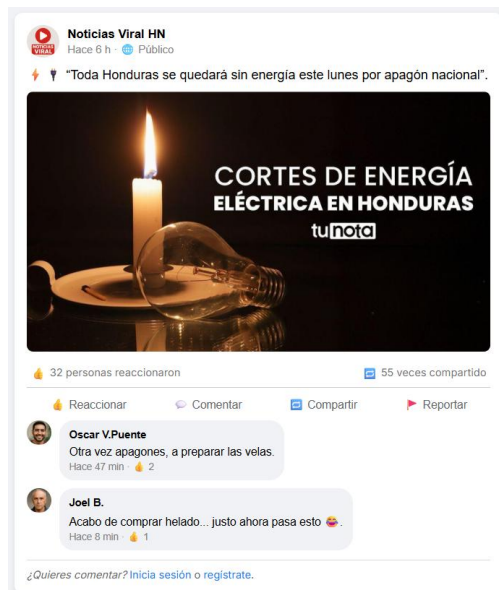 Noticias Viral HN
Hace 6 h · Público
NOTICIAS
VIRAL
⚡ 🔌 “Toda Honduras se quedará sin energía este lunes por apagón nacional”.
CORTES DE ENERGÍA
ELÉCTRICA EN HONDURAS
tunota
👍 32 personas reaccionaron
🔁 55 veces compartido
👍 Reaccionar 💬 Comentar 🔁 Compartir 🚩 Reportar
Oscar V.Puente
Otra vez apagones, a preparar las velas.
Hace 47 min · 👍 2
Joel B.
Acabo de comprar helado... justo ahora pasa esto 😂.
Hace 8 min · 👍 1
¿Quieres comentar? Inicia sesión o regístrate.